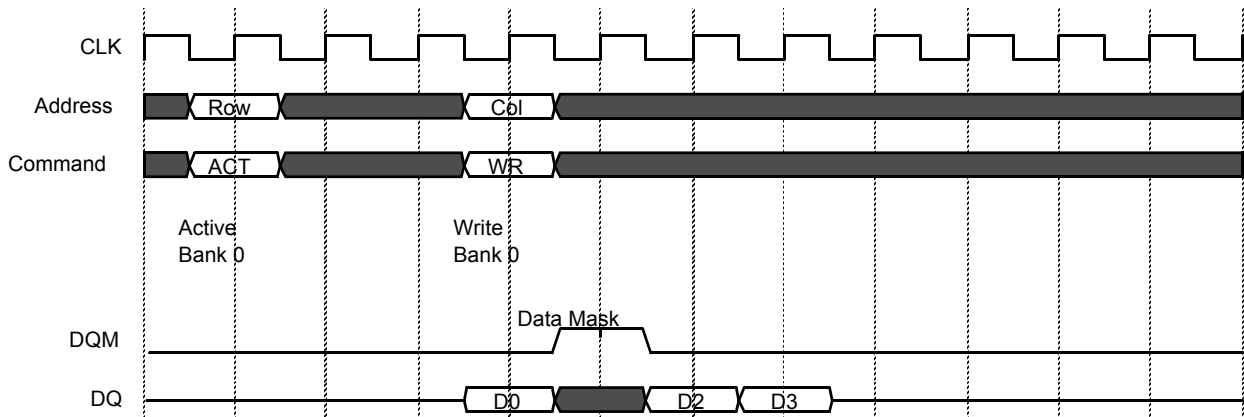 CLK
Address Row Col
Command ACT WR
Active Write
Bank 0 Bank 0
Data Mask
DQM
DQ D0 D2 D3